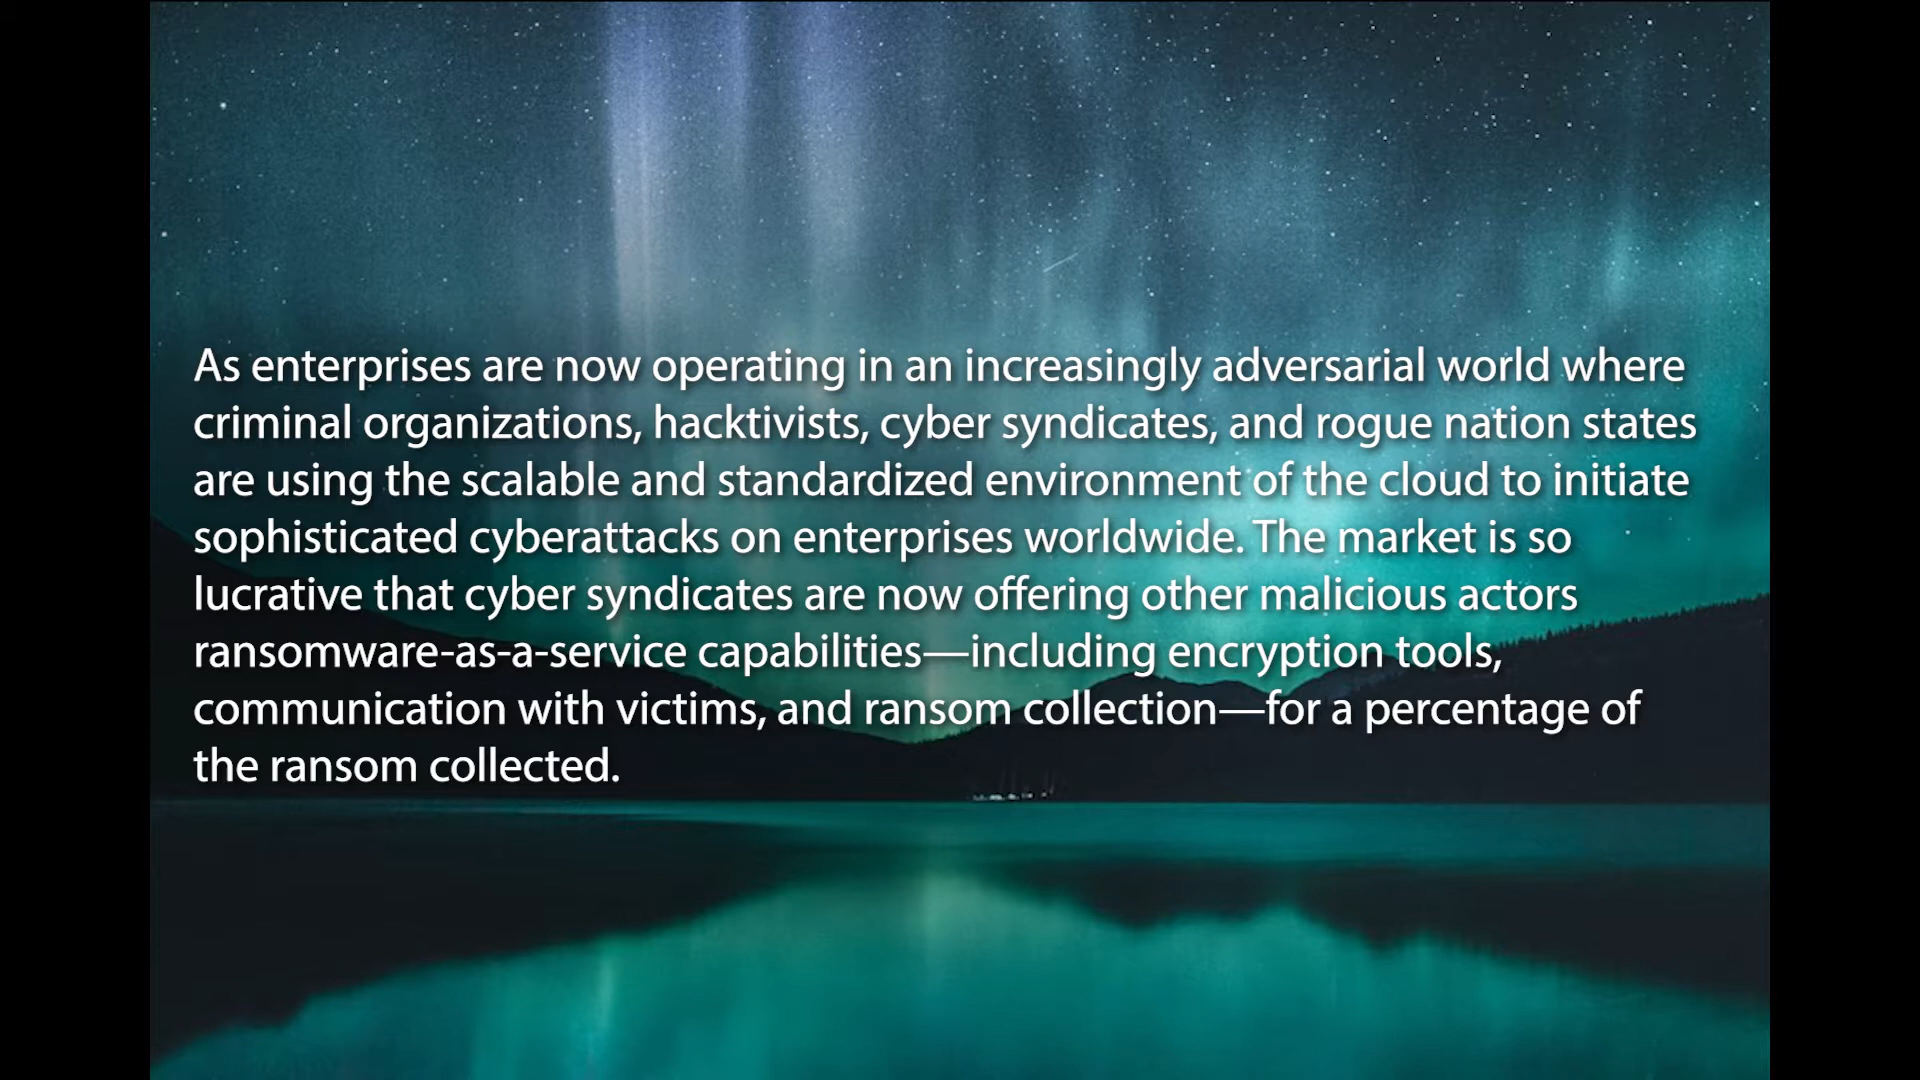 As enterprises are now operating in an increasingly adversarial world where
criminal organizations, hacktivists, cyber syndicates, and rogue nation states
are using the scalable and standardized environment of the cloud to initiate
sophisticated cyberattacks on enterprises worldwide. The market is so
lucrative that cyber syndicates are now offering other malicious actors
ransomware-as-a-service capabilities—including encryption tools,
communication with victims, and ransom collection—for a percentage of
the ransom collected.